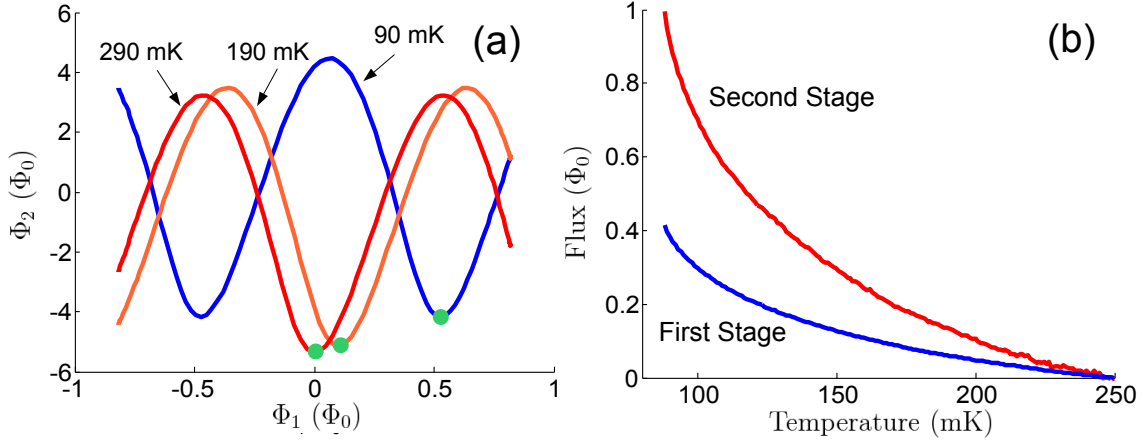 (a)
290 mK
190 mK
90 mK
6
4
2
0
-2
-4
-6
-1
-0.5
0
0.5
1
Φ₂ (Φ₀)
Φ₁ (Φ₀)
(b)
Second Stage
First Stage
1
0.8
0.6
0.4
0.2
0
100
150
200
250
Flux (Φ₀)
Temperature (mK)